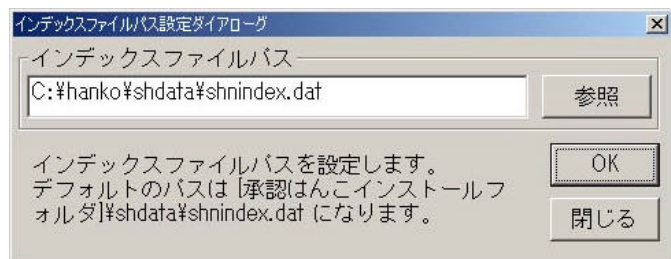 インデックスファイルパス設定ダイアローグ
インデックスファイルパス
C:¥hanko¥shdata¥shnindex.dat
参照
インデックスファイルパスを設定します。
デフォルトのパスは [承認はんこインストールフ
ォルダ]¥shdata¥shnindex.dat になります。
OK
閉じる